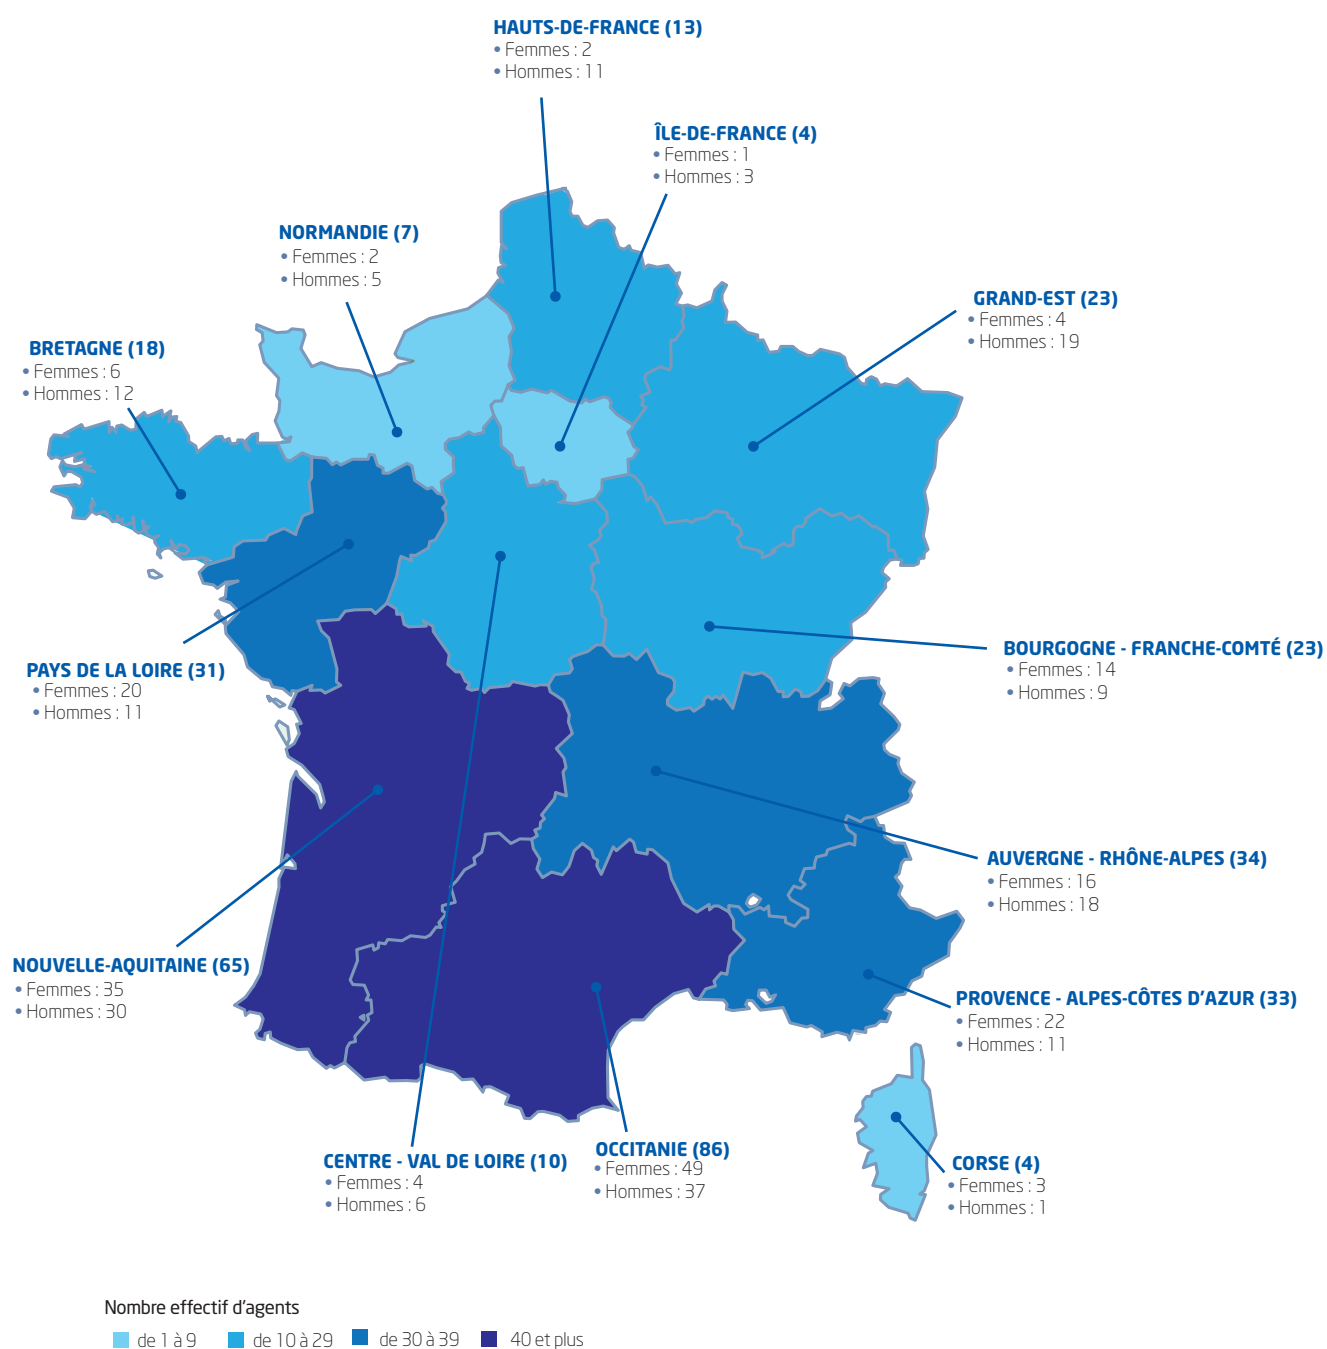 HAUTS-DE-FRANCE (13)
• Femmes : 2
• Hommes : 11
ÎLE-DE-FRANCE (4)
• Femmes : 1
• Hommes : 3
NORMANDIE (7)
• Femmes : 2
• Hommes : 5
GRAND-EST (23)
• Femmes : 4
• Hommes : 19
BRETAGNE (18)
• Femmes : 6
• Hommes : 12
BOURGOGNE - FRANCHE-COMTÉ (23)
• Femmes : 14
• Hommes : 9
PAYS DE LA LOIRE (31)
• Femmes : 20
• Hommes : 11
AUVERGNE - RHÔNE-ALPES (34)
• Femmes : 16
• Hommes : 18
NOUVELLE-AQUITAINE (65)
• Femmes : 35
• Hommes : 30
PROVENCE - ALPES-CÔTES D'AZUR (33)
• Femmes : 22
• Hommes : 11
CENTRE - VAL DE LOIRE (10)
• Femmes : 4
• Hommes : 6
OCCITANIE (86)
• Femmes : 49
• Hommes : 37
CORSE (4)
• Femmes : 3
• Hommes : 1
Nombre effectif d'agents
de 1 à 9 de 10 à 29 de 30 à 39 40 et plus